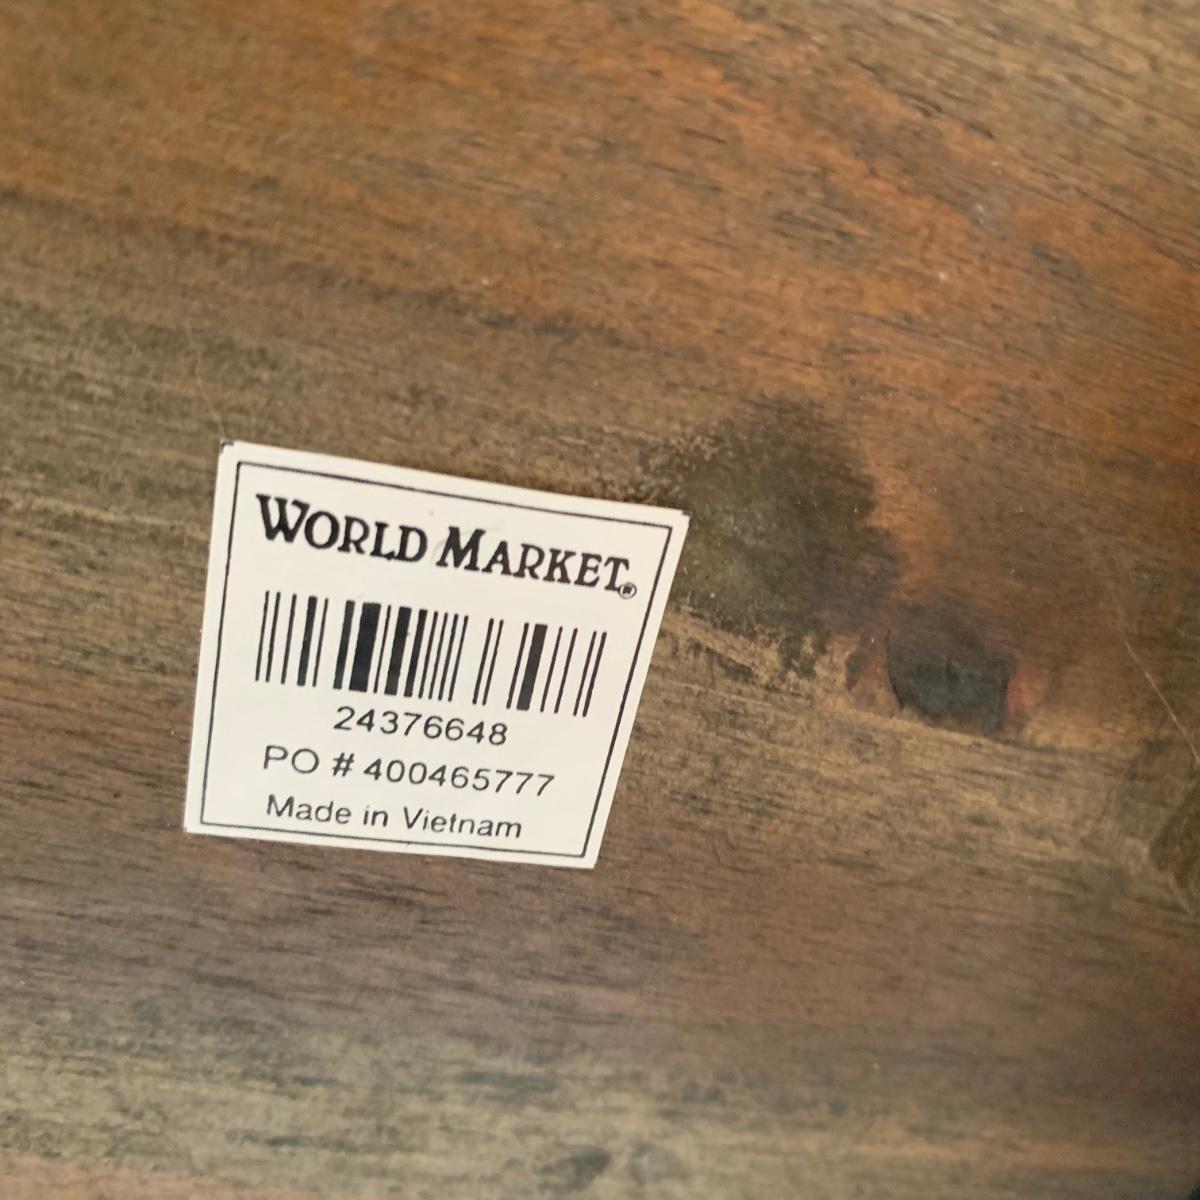 WORLD MARKET®
24376648
PO # 400465777
Made in Vietnam